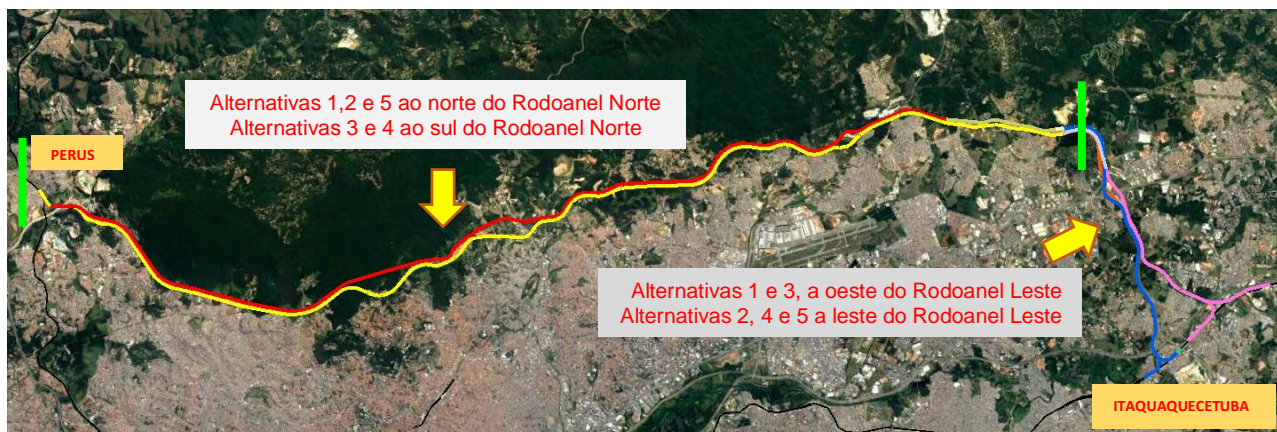 Alternativas 1,2 e 5 ao norte do Rodoanel Norte
Alternativas 3 e 4 ao sul do Rodoanel Norte
PERUS
Alternativas 1 e 3, a oeste do Rodoanel Leste
Alternativas 2, 4 e 5 a leste do Rodoanel Leste
ITAQUAQUECETUBA